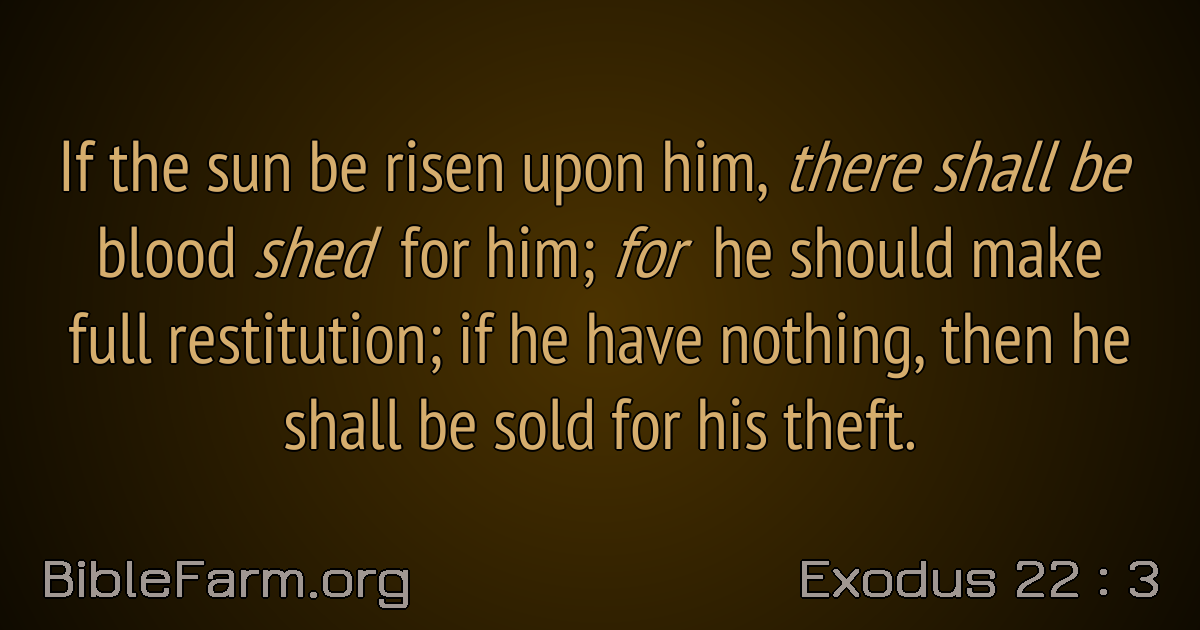 If the sun be risen upon him, there shall be
blood shed for him; for he should make
full restitution; if he have nothing, then he
shall be sold for his theft.
BibleFarm.org
Exodus 22 : 3